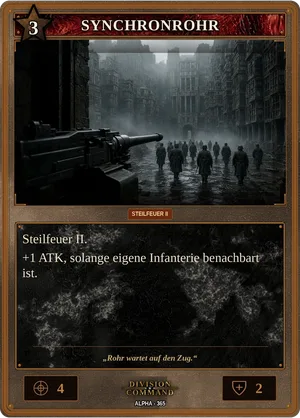 3
SYNCHRONROHR
STEILFEUER II
Steilfeuer II.
+1 ATK, solange eigene Infanterie benachbart
ist.
„Rohr wartet auf den Zug.“
4
DIVISION
COMMAND
ALPHA - 365
2